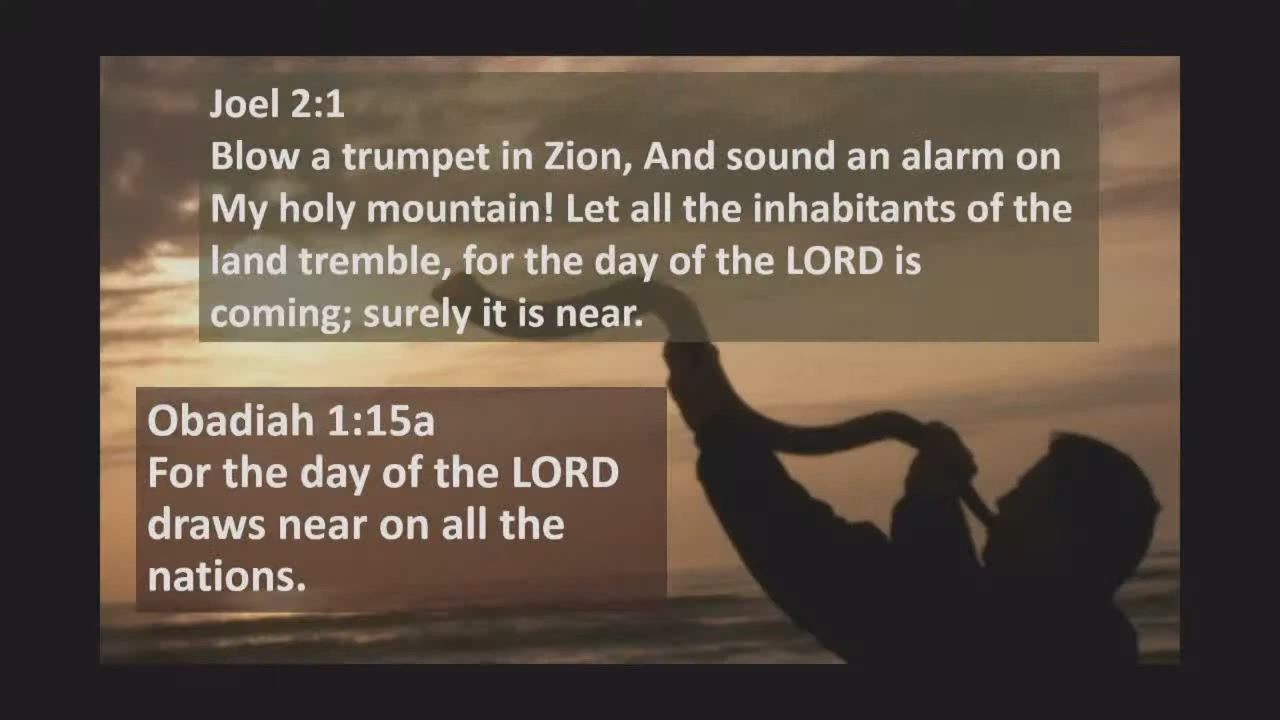 Joel 2:1
Blow a trumpet in Zion, And sound an alarm on
My holy mountain! Let all the inhabitants of the
land tremble, for the day of the LORD is
coming; surely it is near.
Obadiah 1:15a
For the day of the LORD
draws near on all the
nations.